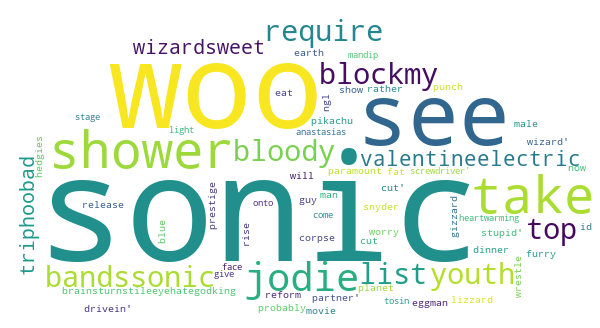 require
wizardsweet
earth
mandip
woo
blockmy
see
eat
ngl
show
rather
punch
pikachu
male
stage
light
anastasias
wizard'
shower
bloody
valentineelectric
hedgies
triphoobad
sonic
will
paramount
fat
screwdriver'
now
prestige
man
cut'
take
release
onto
guy
snyder
gizzard
id
come
heartwarming
top
blue
rise
corpse
cut
worry
stupid'
dinner
furry
bandssonic
face
give
jodie
list
youth
wrestle
reform
partner'
planet
brainsturnstileeyehategodking
probably
movie
tosin
eggman
lizzard
drivein'